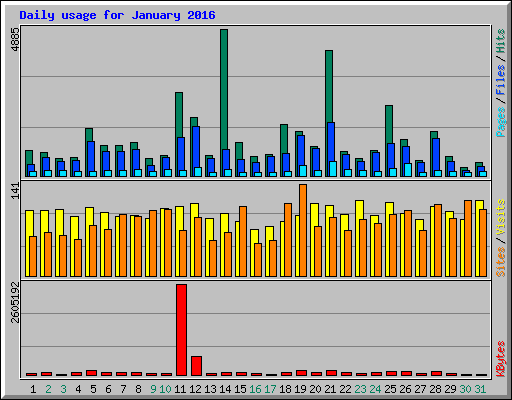 Daily usage for January 2016
4885
Pages / Files / Hits
141
Sites / Visits
2605192
KBytes
1 2 3 4 5 6 7 8 9 10 11 12 13 14 15 16 17 18 19 20 21 22 23 24 25 26 27 28 29 30 31